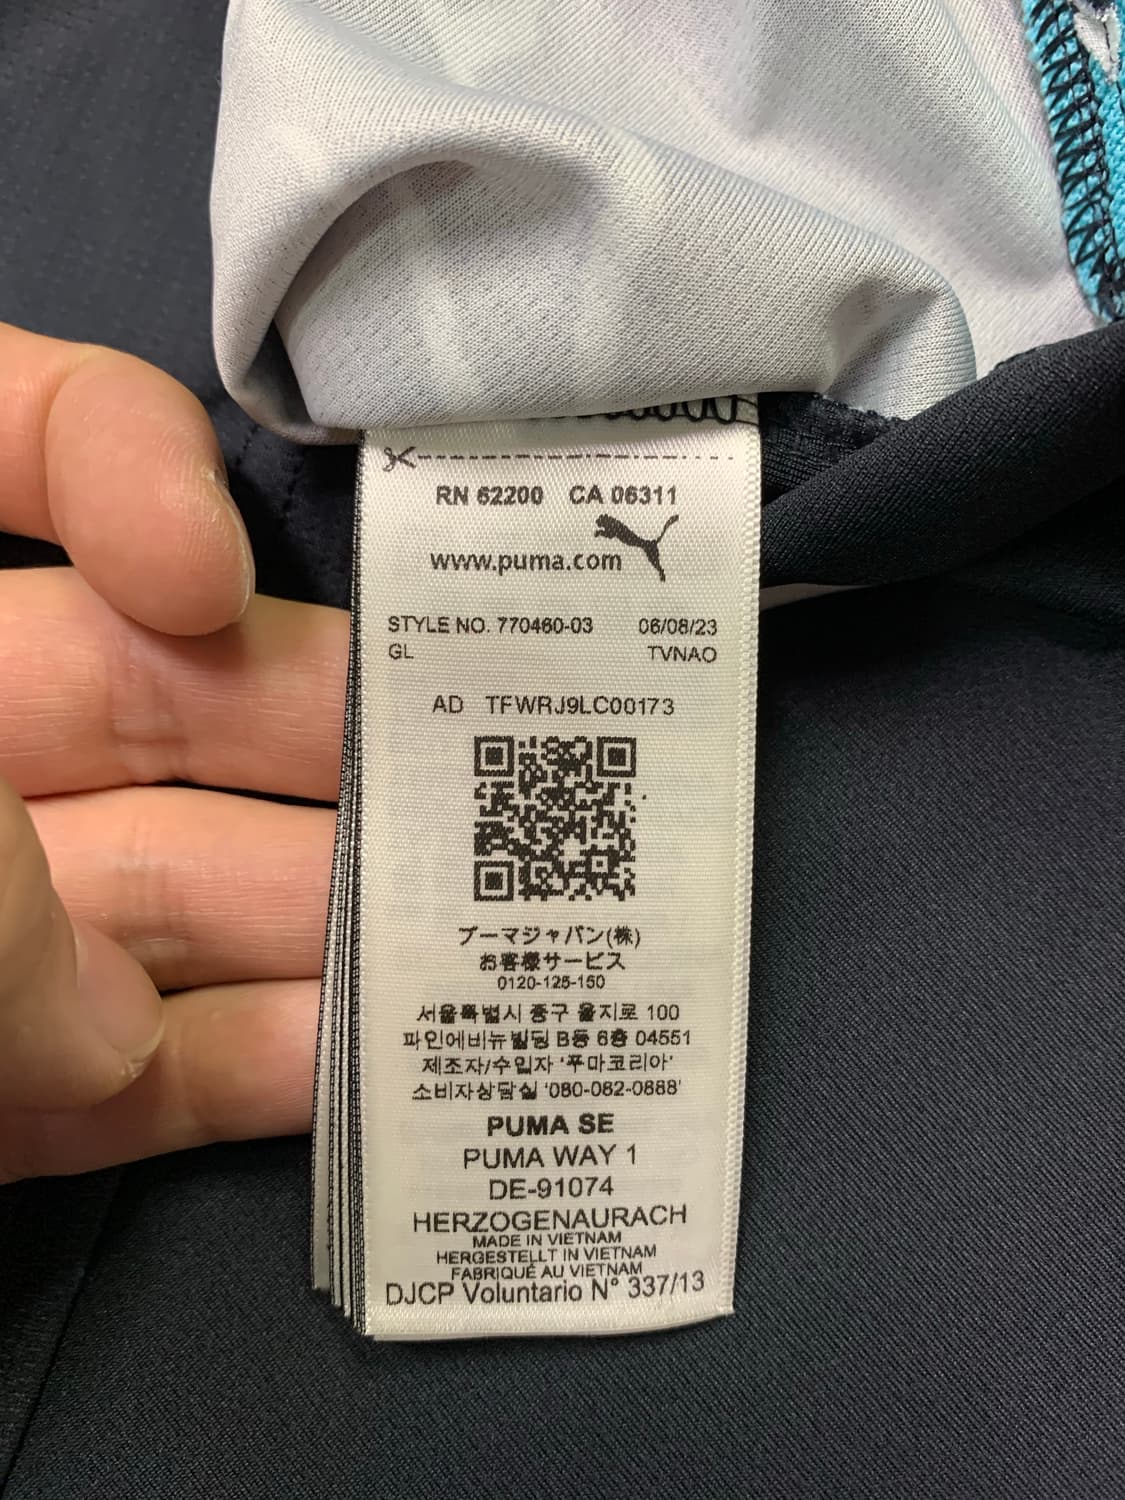 RN 62200 CA 06311
www.puma.com
STYLE NO. 770460-03 06/08/23
GL TVNAO
AD TFWRJ9LC00173
プーマジャパン(株)
お客様サービス
0120-125-150
서울특별시 중구 을지로 100
파인에비뉴빌딩 B동 6층 04551
제조자/수입자 '푸마코리아'
소비자상담실 '080-082-0888'
PUMA SE
PUMA WAY 1
DE-91074
HERZOGENAURACH
MADE IN VIETNAM
HERGESTELLT IN VIETNAM
FABRIQUÉ AU VIETNAM
DJCP Voluntario N° 337/13